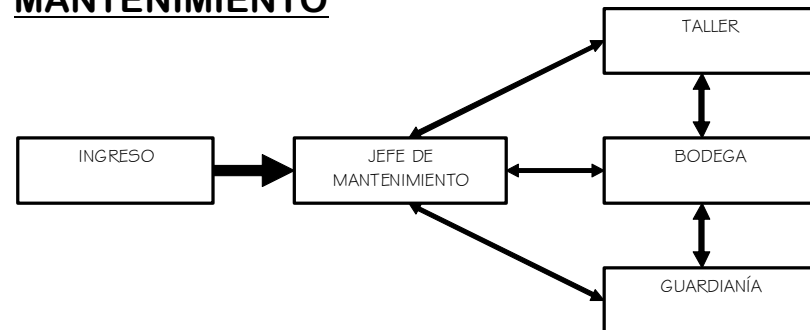 MANTENIMIENTO
TALLER
INGRESO
JEFE DE
MANTENIMIENTO
BODEGA
GUARDIANÍA